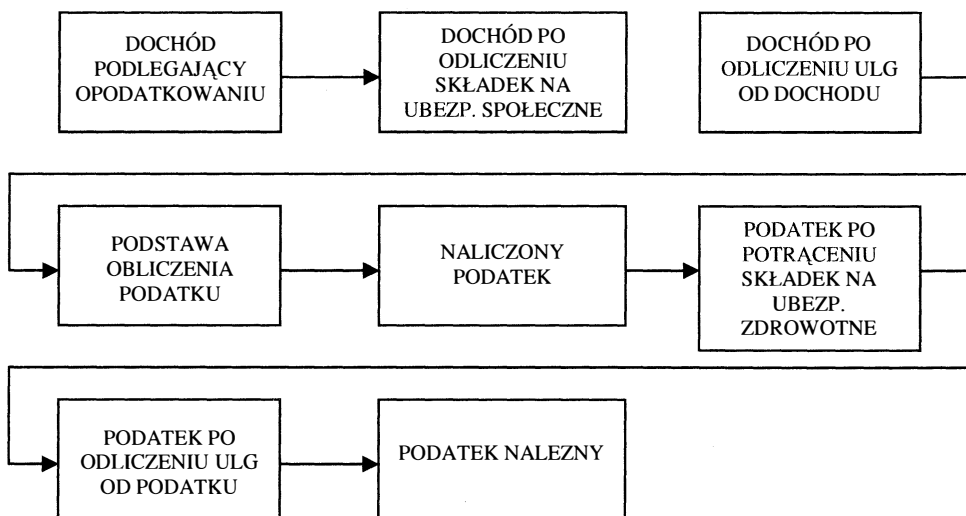 DOCHÓD
PODLEGAJĄCY
OPODATKOWANIU
DOCHÓD PO
ODLICZENIU
SKŁADEK NA
UBEZP. SPOŁECZNE
DOCHÓD PO
ODLICZENIU ULG
OD DOCHODU
PODSTAWA
OBLICZENIA
PODATKU
NALICZONY
PODATEK
PODATEK PO
POTRĄCENIU
SKŁADEK NA
UBEZP.
ZDROWOTNE
PODATEK PO
ODLICZENIU ULG
OD PODATKU
PODATEK NALEZNY